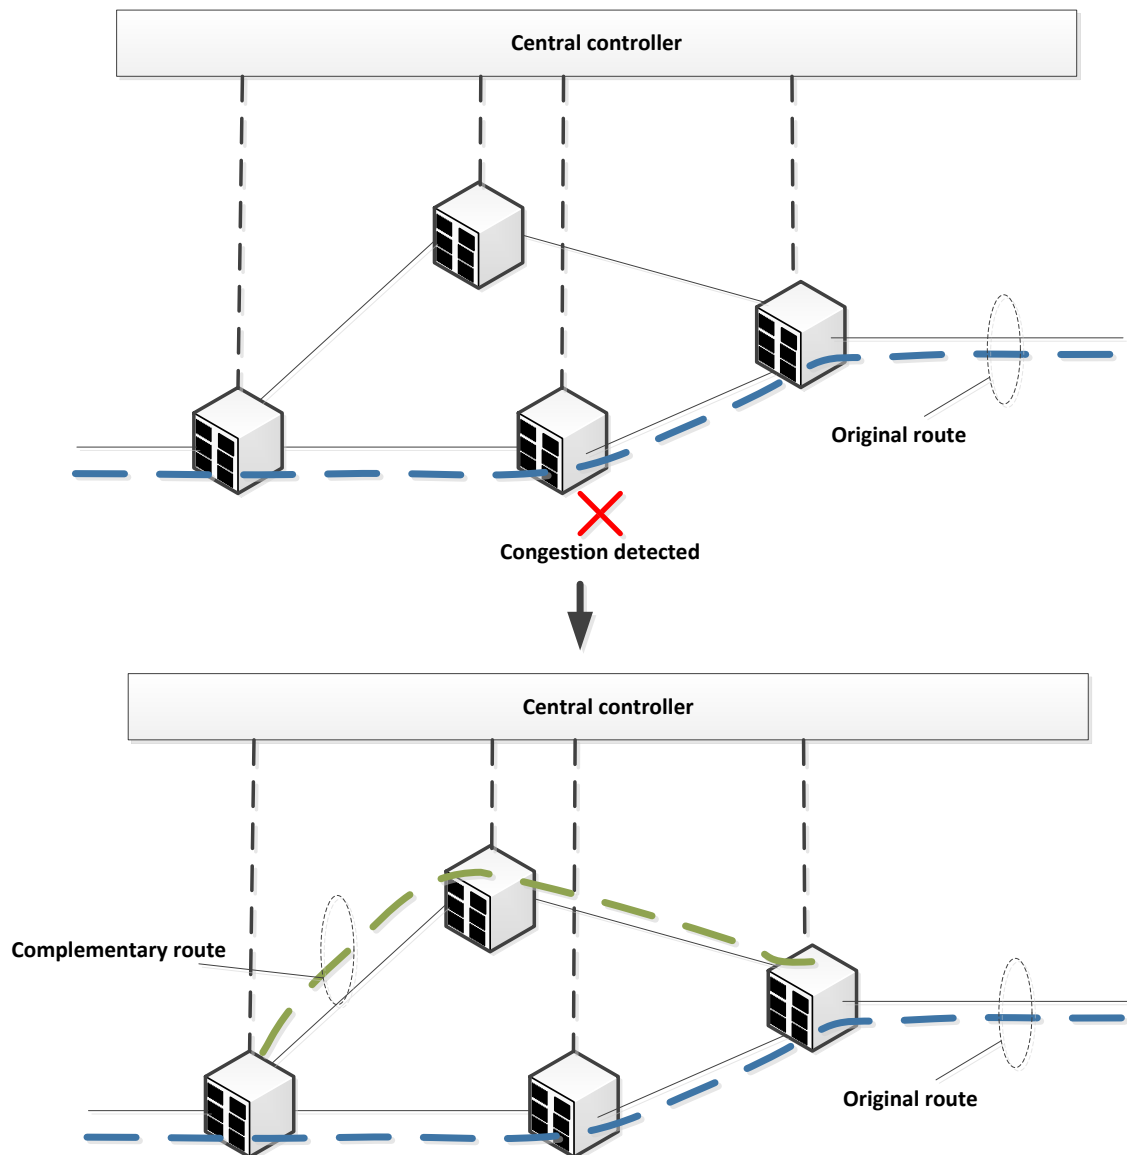 Central controller
Original route
Congestion detected
Central controller
Complementary route
Original route